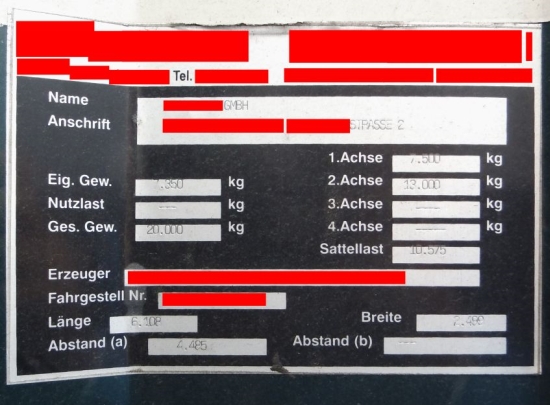 Tel.
Name GMBH
Anschrift STRASSE 2
1.Achse 7.500 kg
Eig. Gew. 7.350 kg 2.Achse 13.000 kg
Nutzlast --- kg 3.Achse ---- kg
Ges. Gew. 20.000 kg 4.Achse ---- kg
Sattellast 10.575
Erzeuger
Fahrgestell Nr.
Länge 6.108 Breite
Abstand (a) 4.485 Abstand (b) ---